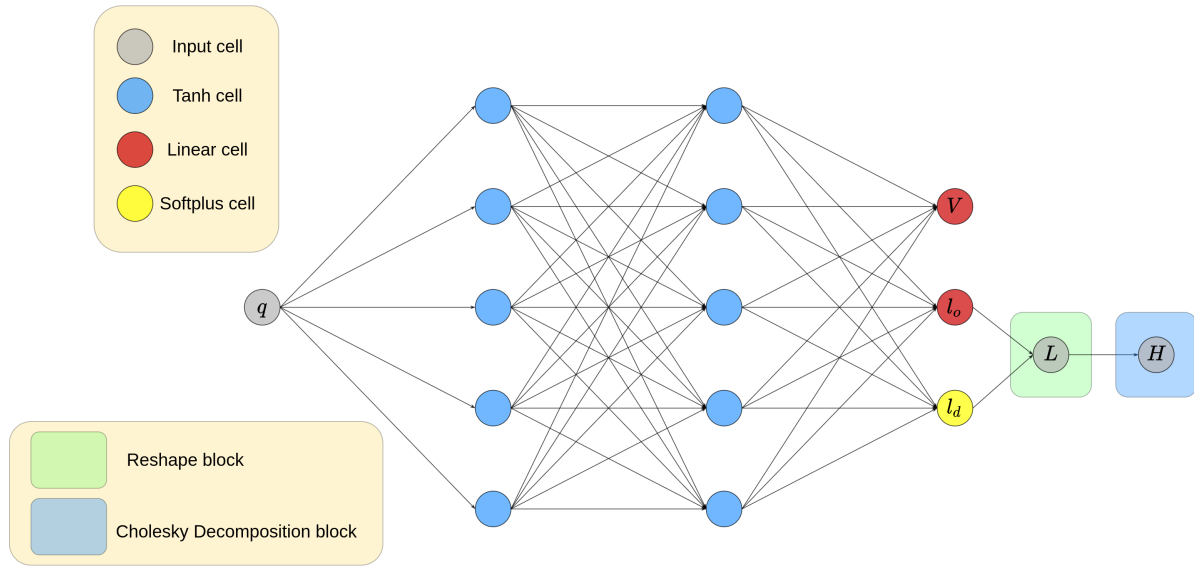 Input cell
Tanh cell
Linear cell
Softplus cell
q
V
l_o
l_d
L
H
Reshape block
Cholesky Decomposition block